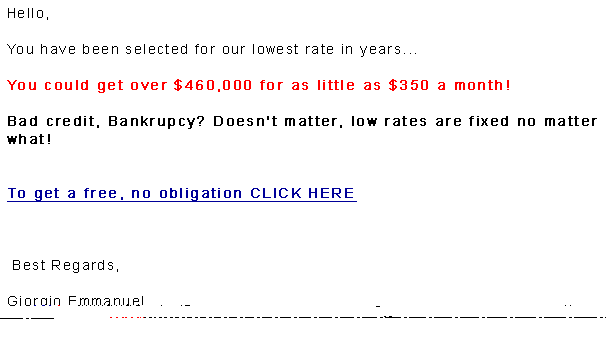 Hello,
You have been selected for our lowest rate in years...
You could get over $460,000 for as little as $350 a month!
Bad credit, Bankrupcy? Doesn't matter, low rates are fixed no matter
what!
To get a free, no obligation CLICK HERE
Best Regards,
Giorgio Emmanuel